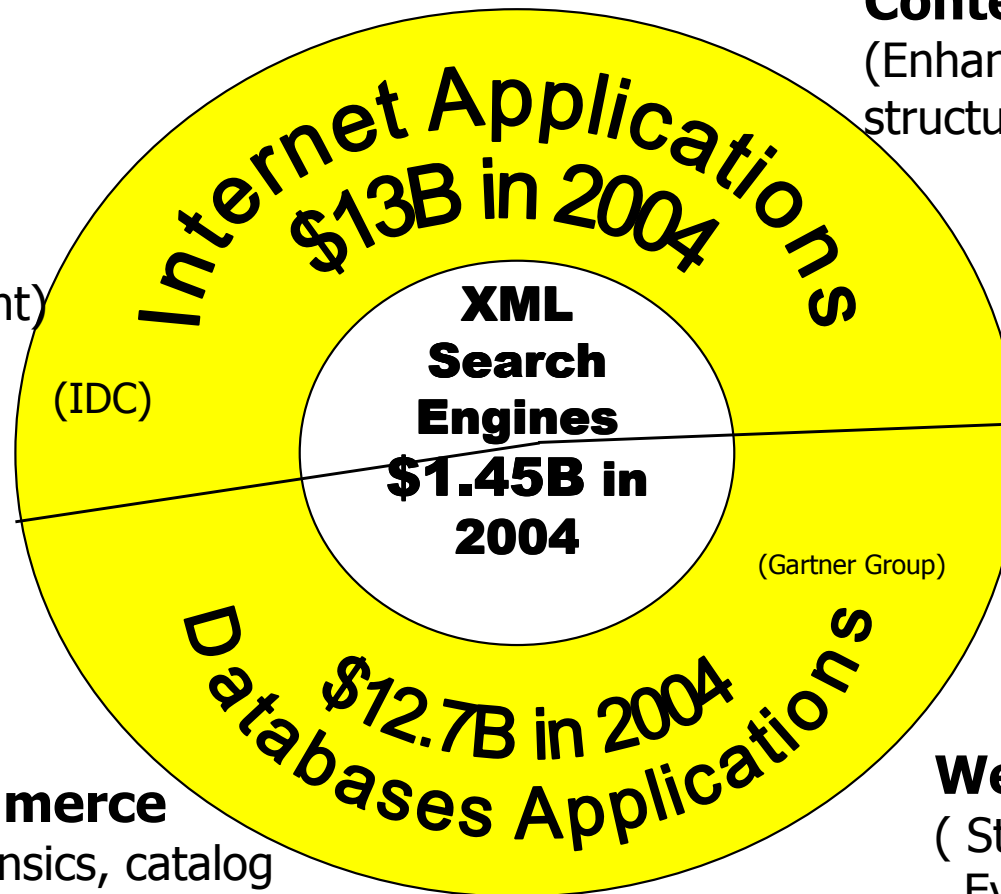 (Enhan
structu
Internet Applications
$13B in 2004
nt)
(IDC)
XML
Search
Engines
$1.45B in
2004
(Gartner Group)
$12.7B in 2004
Databases Applications
merce
We
nsics, catalog
( St